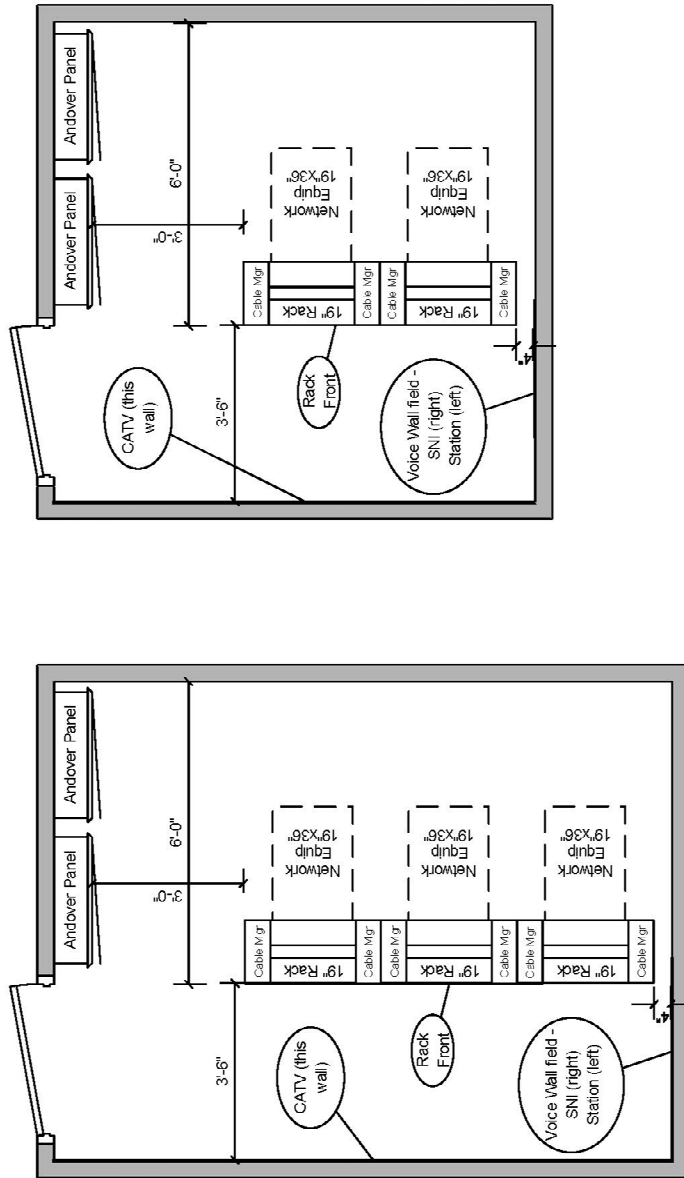 Andover Panel
Andover Panel
6'-0"
3'-0"
CATV (this
wall)
3'-6"
Rack
Front
Cable Mgr
19" Rack
Cable Mgr
Cable Mgr
19" Rack
Cable Mgr
Network
Equip
19"x36"
Network
Equip
19"x36"
Voice Wall field -
SNI (right)
Station (left)
4"
Andover Panel
Andover Panel
6'-0"
3'-0"
3'-6"
CATV (this
wall)
Rack
Front
Cable Mgr
19" Rack
Cable Mgr
Cable Mgr
19" Rack
Cable Mgr
Cable Mgr
19" Rack
Cable Mgr
Network
Equip
19"x36"
Network
Equip
19"x36"
Network
Equip
19"x36"
Voice Wall field -
SNI (right)
Station (left)
4"